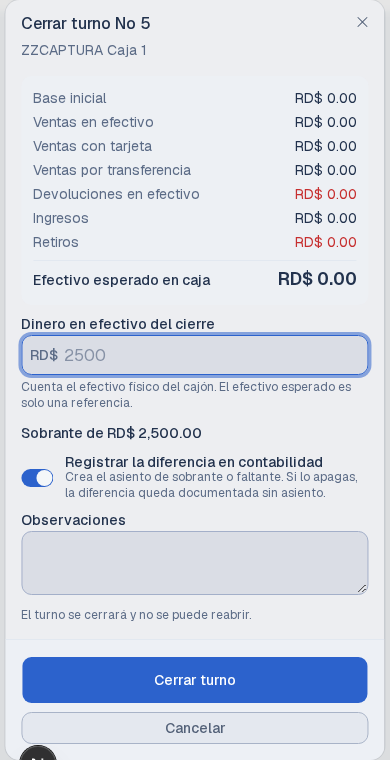 Cerrar turno No 5
ZZCAPTURA Caja 1
Base inicial RD$ 0.00
Ventas en efectivo RD$ 0.00
Ventas con tarjeta RD$ 0.00
Ventas por transferencia RD$ 0.00
Devoluciones en efectivo RD$ 0.00
Ingresos RD$ 0.00
Retiros RD$ 0.00
Efectivo esperado en caja RD$ 0.00
Dinero en efectivo del cierre
RD$ 2500
Cuenta el efectivo físico del cajón. El efectivo esperado es
solo una referencia.
Sobrante de RD$ 2,500.00
Registrar la diferencia en contabilidad
Crea el asiento de sobrante o faltante. Si lo apagas,
la diferencia queda documentada sin asiento.
Observaciones
El turno se cerrará y no se puede reabrir.
Cerrar turno
Cancelar